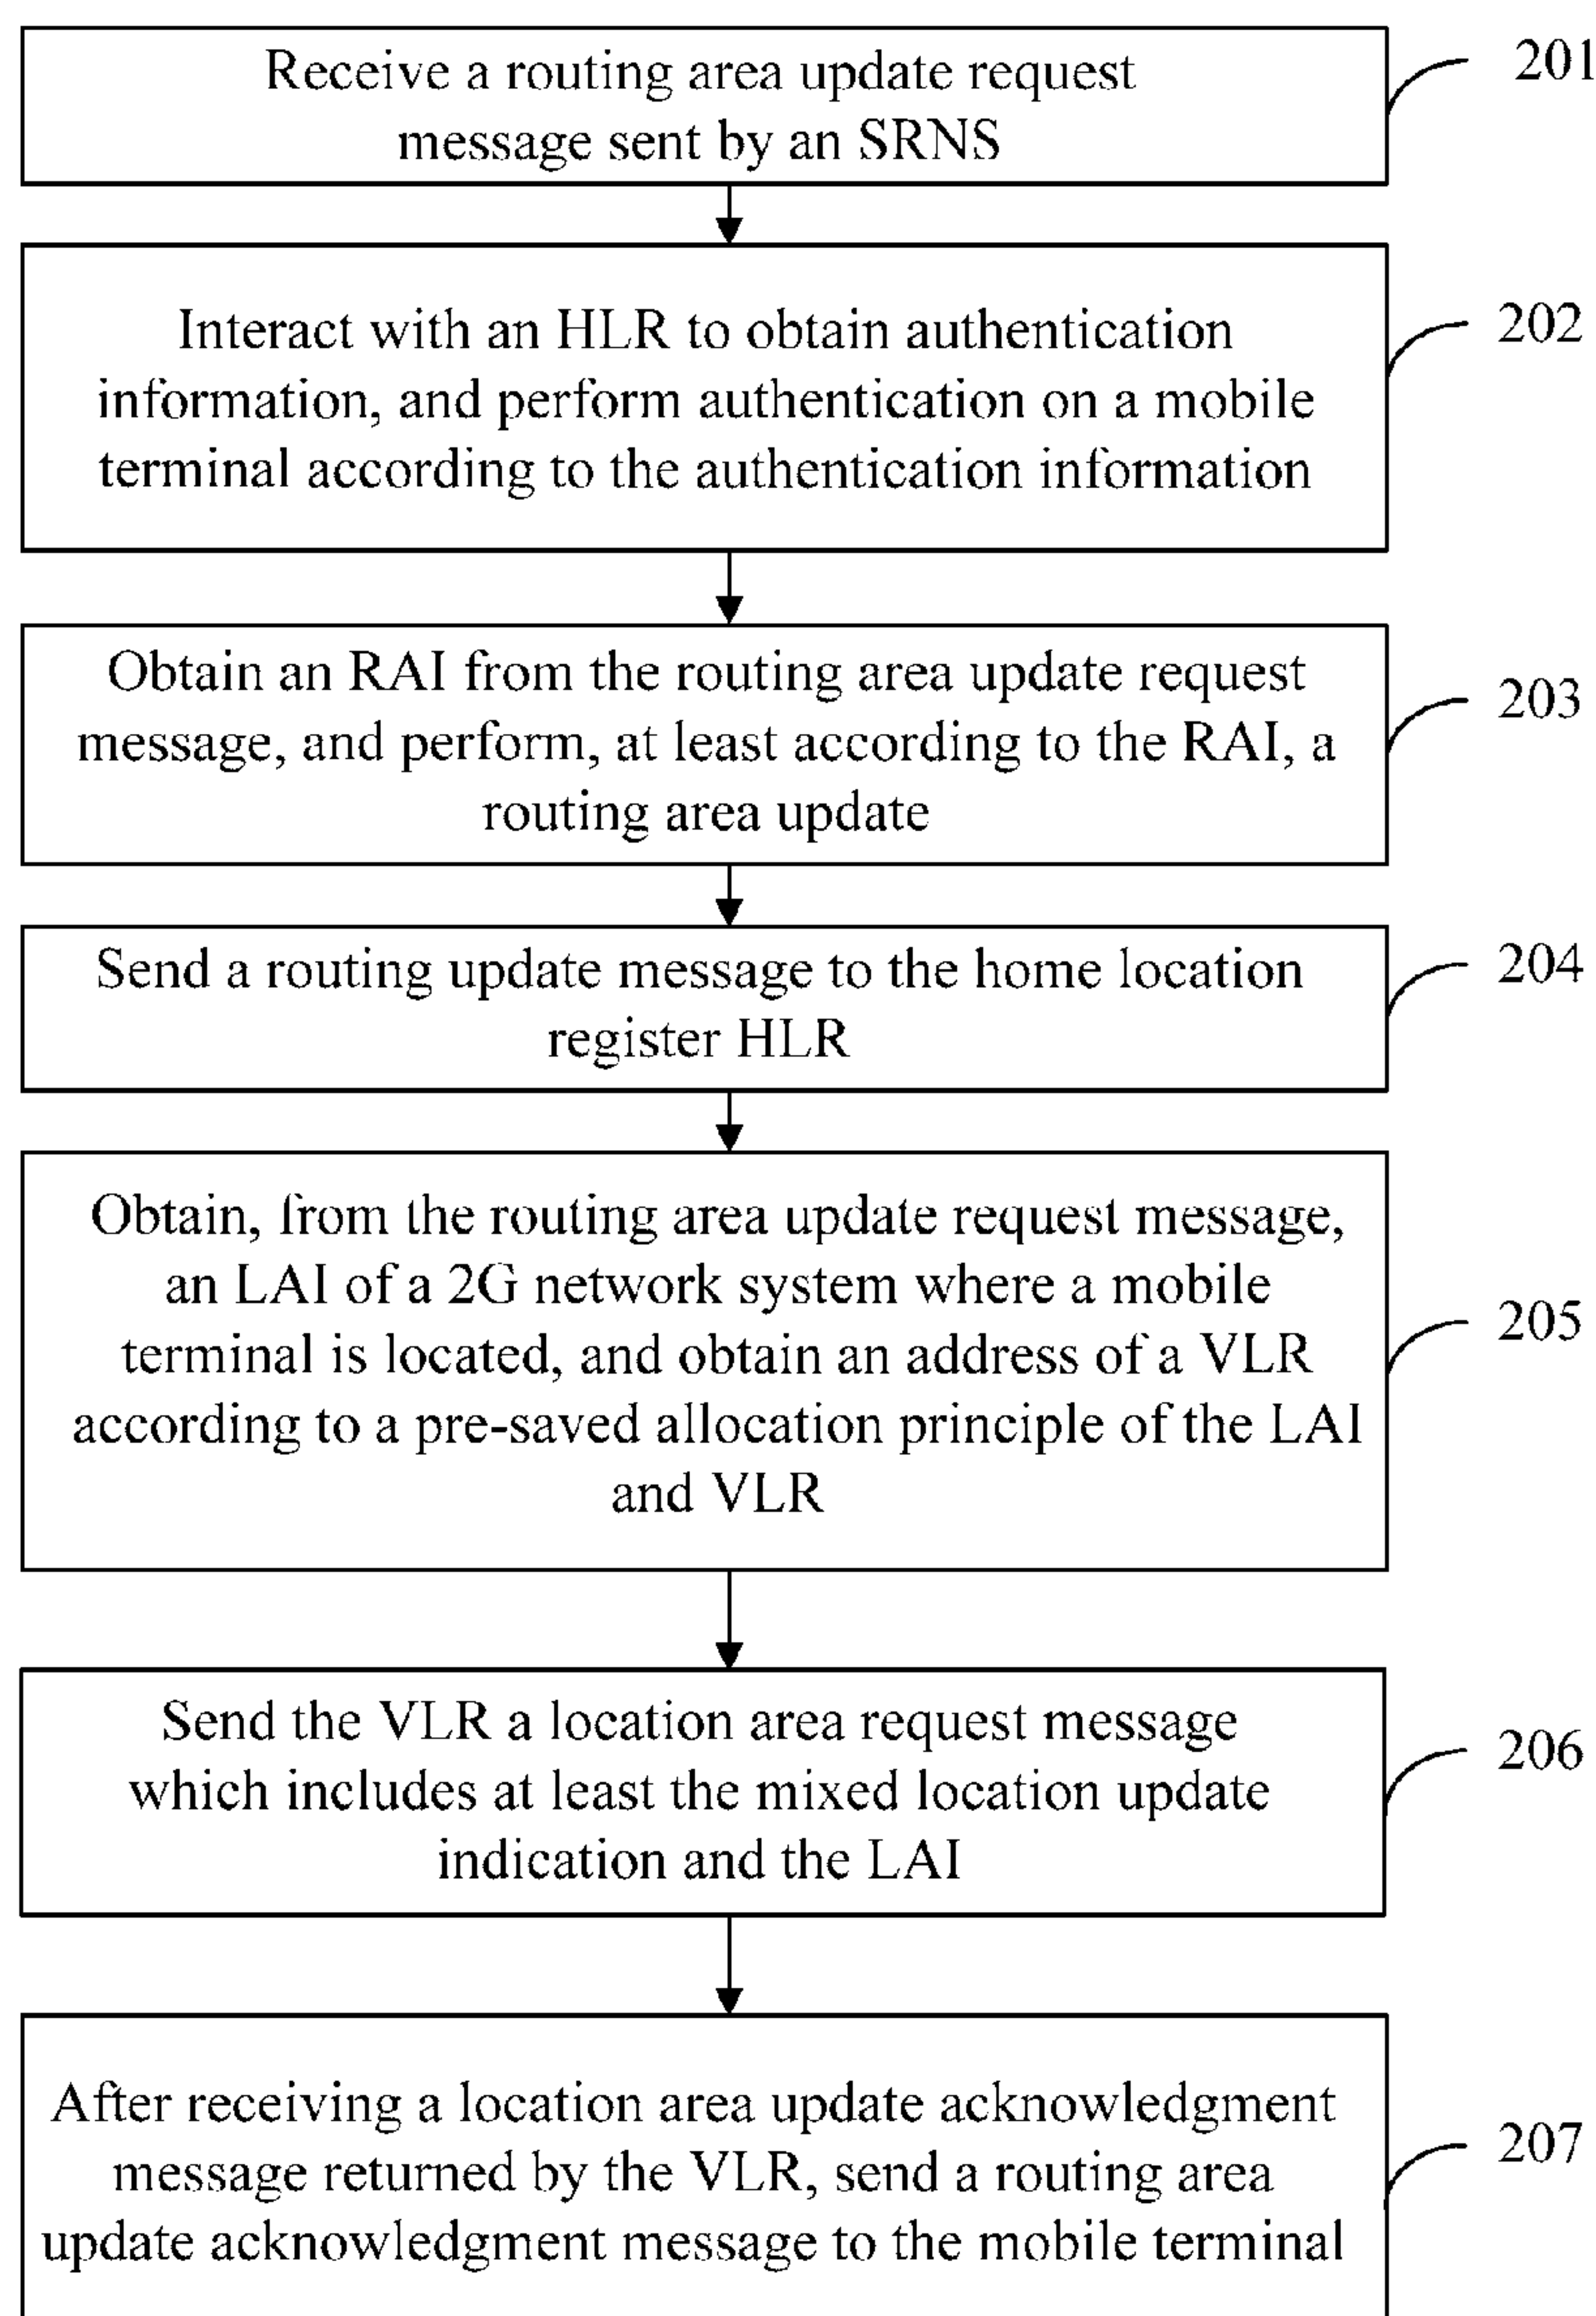 Receive a routing area update request
message sent by an SRNS
201
Interact with an HLR to obtain authentication
information, and perform authentication on a mobile
terminal according to the authentication information
202
Obtain an RAI from the routing area update request
message, and perform, at least according to the RAI, a
routing area update
203
Send a routing update message to the home location
register HLR
204
Obtain, from the routing area update request message,
an LAI of a 2G network system where a mobile
terminal is located, and obtain an address of a VLR
according to a pre-saved allocation principle of the LAI
and VLR
205
Send the VLR a location area request message
which includes at least the mixed location update
indication and the LAI
206
After receiving a location area update acknowledgment
message returned by the VLR, send a routing area
update acknowledgment message to the mobile terminal
207